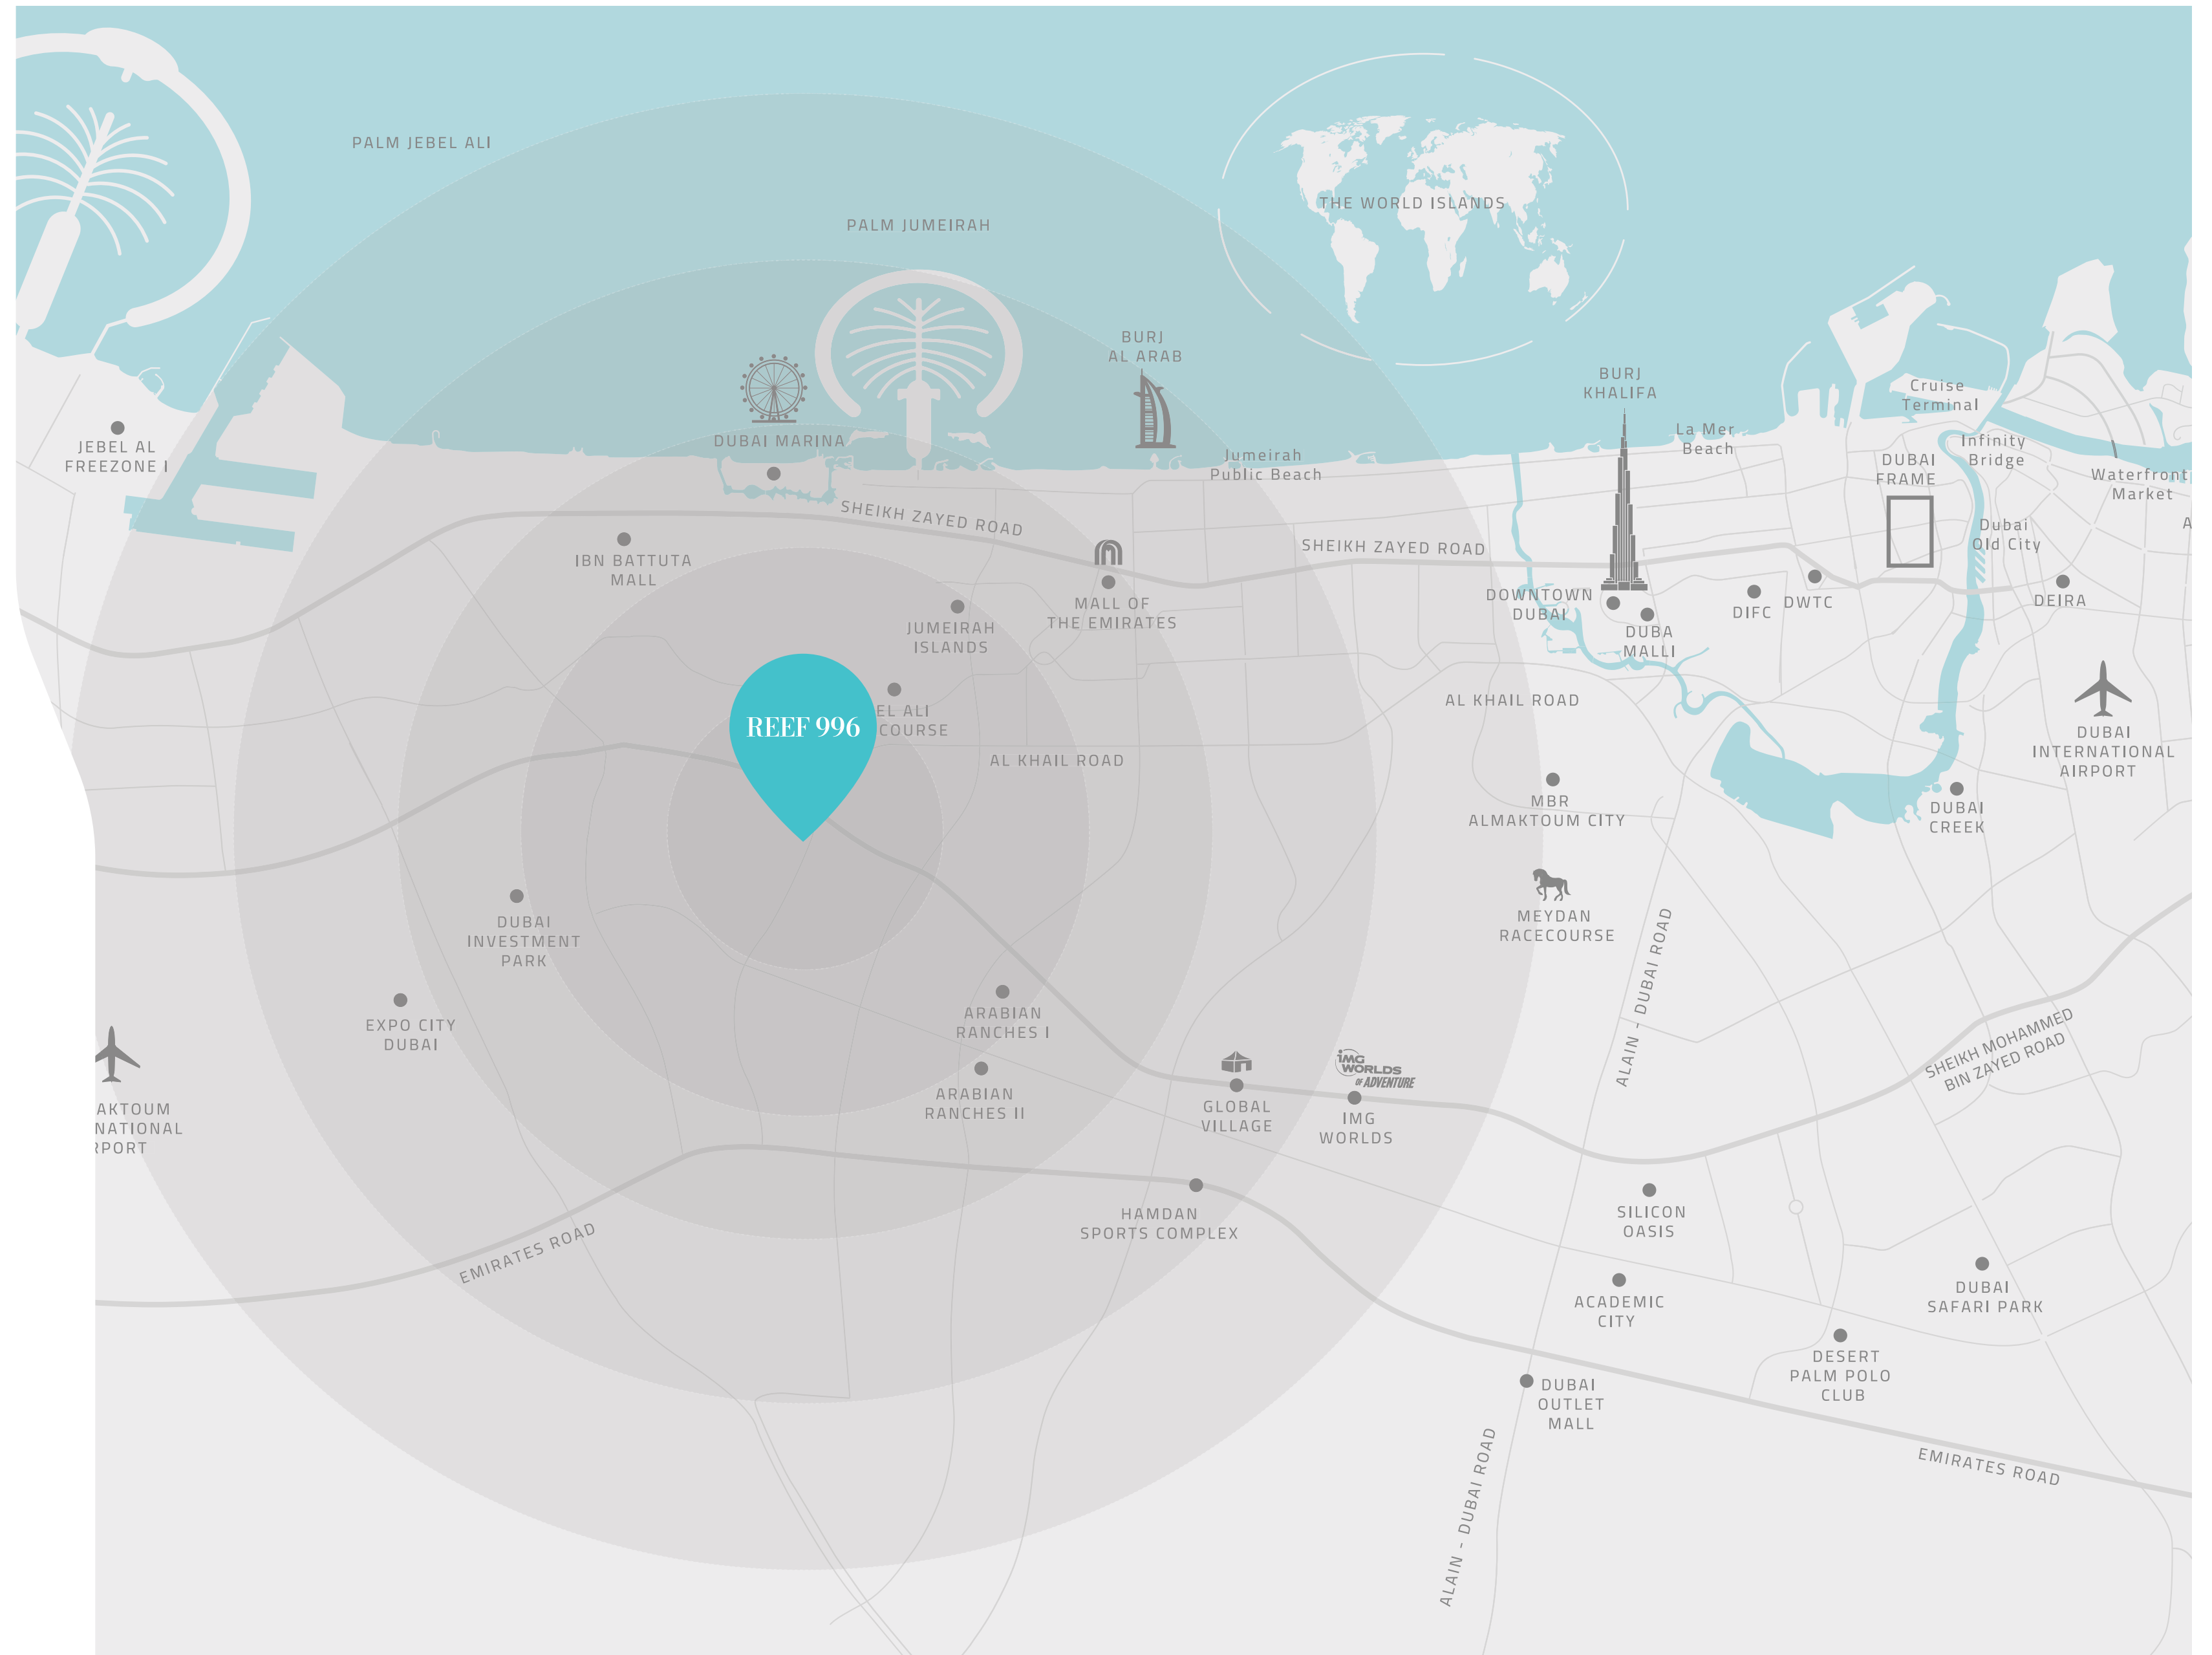 PALM JEBEL ALI
PALM JUMEIRAH
THE WORLD ISLANDS
BURJ
AL ARAB
BURJ
KHALIFA
Cruise
Terminal
La Mer
Beach
Infinity
Bridge
DUBAI
FRAME
Waterfront
Market
JEBEL AL
FREEZONE I
DUBAI MARINA
Jumeirah
Public Beach
SHEIKH ZAYED ROAD
SHEIKH ZAYED ROAD
Dubai
Old City
A
IBN BATTUTA
MALL
MALL OF
THE EMIRATES
JUMEIRAH
ISLANDS
DOWNTOWN
DUBAI
DUBA
MALLI
DIFC
DWTC
DEIRA
REEF 996
EL ALI
COURSE
AL KHAIL ROAD
AL KHAIL ROAD
DUBAI
INTERNATIONAL
AIRPORT
MBR
ALMAKTOUM CITY
DUBAI
CREEK
MEYDAN
RACECOURSE
DUBAI
INVESTMENT
PARK
ALAIN - DUBAI ROAD
EXPO CITY
DUBAI
ARABIAN
RANCHES I
SHEIKH MOHAMMED
BIN ZAYED ROAD
AKTOUM
NATIONAL
RPORT
ARABIAN
RANCHES II
GLOBAL
VILLAGE
iMG
WORLDS
OF ADVENTURE
IMG
WORLDS
HAMDAN
SPORTS COMPLEX
EMIRATES ROAD
SILICON
OASIS
ACADEMIC
CITY
DUBAI
SAFARI PARK
DESERT
PALM POLO
CLUB
DUBAI
OUTLET
MALL
EMIRATES ROAD
ALAIN - DUBAI ROAD